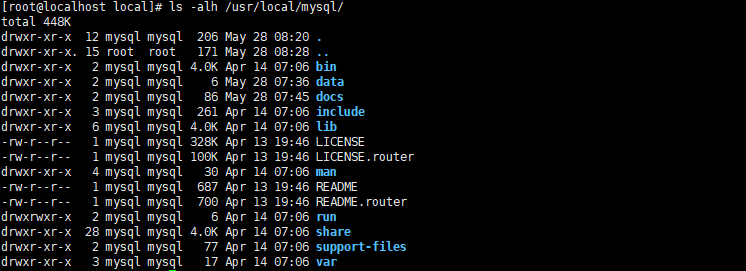 [root@localhost local]# ls -alh /usr/local/mysql/
total 448K
drwxr-xr-x  12 mysql mysql  206 May 28 08:20 .
drwxr-xr-x. 15 root  root   171 May 28 08:28 ..
drwxr-xr-x   2 mysql mysql 4.0K Apr 14 07:06 bin
drwxr-xr-x   2 mysql mysql    6 May 28 07:36 data
drwxr-xr-x   2 mysql mysql   86 May 28 07:45 docs
drwxr-xr-x   3 mysql mysql  261 Apr 14 07:06 include
drwxr-xr-x   6 mysql mysql 4.0K Apr 14 07:06 lib
-rw-r--r--   1 mysql mysql 328K Apr 13 19:46 LICENSE
-rw-r--r--   1 mysql mysql 100K Apr 13 19:46 LICENSE.router
drwxr-xr-x   4 mysql mysql   30 Apr 14 07:06 man
-rw-r--r--   1 mysql mysql  687 Apr 13 19:46 README
-rw-r--r--   1 mysql mysql  700 Apr 13 19:46 README.router
drwxrwxr-x   2 mysql mysql    6 Apr 14 07:06 run
drwxr-xr-x  28 mysql mysql 4.0K Apr 14 07:06 share
drwxr-xr-x   2 mysql mysql   77 Apr 14 07:06 support-files
drwxr-xr-x   3 mysql mysql   17 Apr 14 07:06 var